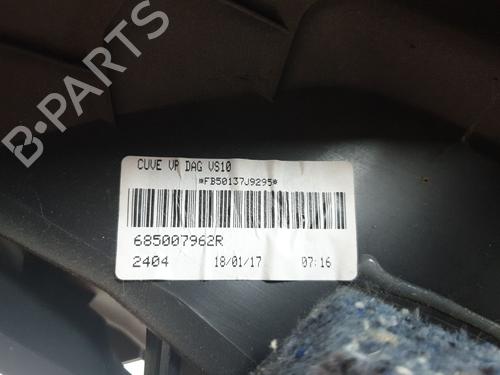 CUVE VP DAG VS10
*FB50137J9295*
685007962R
2404 18/01/17 07:16
B-PARTS